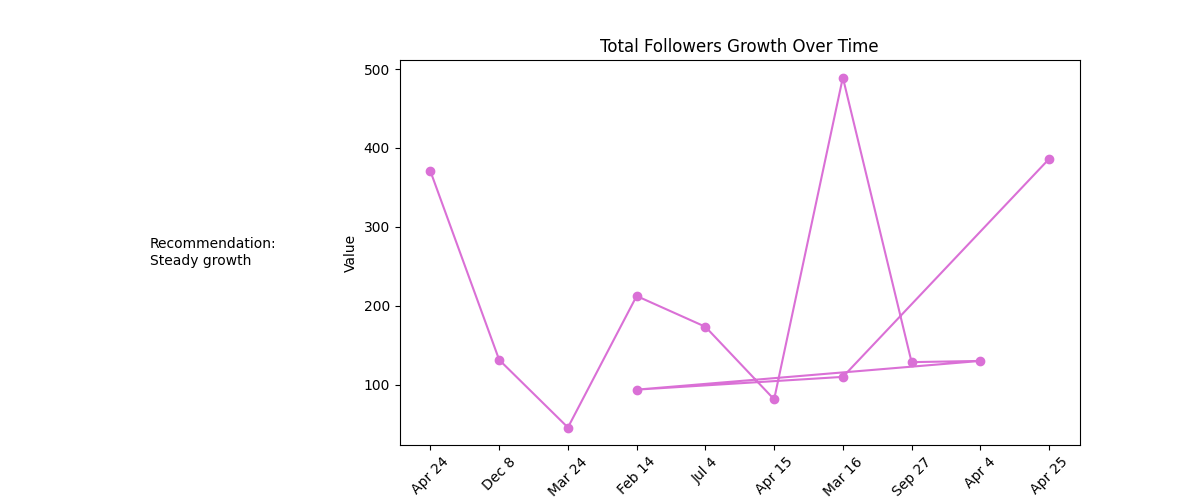 Total Followers Growth Over Time
Recommendation:
Steady growth
Value
500
400
300
200
100
Apr 24
Dec 8
Mar 24
Feb 14
Jul 4
Apr 15
Mar 16
Sep 27
Apr 4
Apr 25